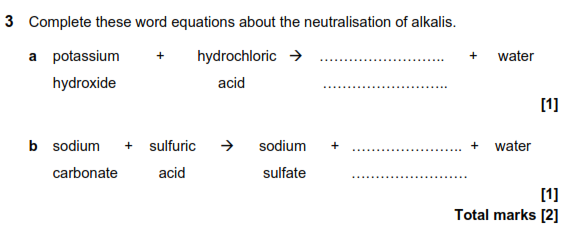 3 Complete these word equations about the neutralisation of alkalis.
a potassium + hydrochloric → ........................... + water
hydroxide acid ...........................
[1]
b sodium + sulfuric → sodium + ........................ + water
carbonate acid sulfate .........................
[1]
Total marks [2]